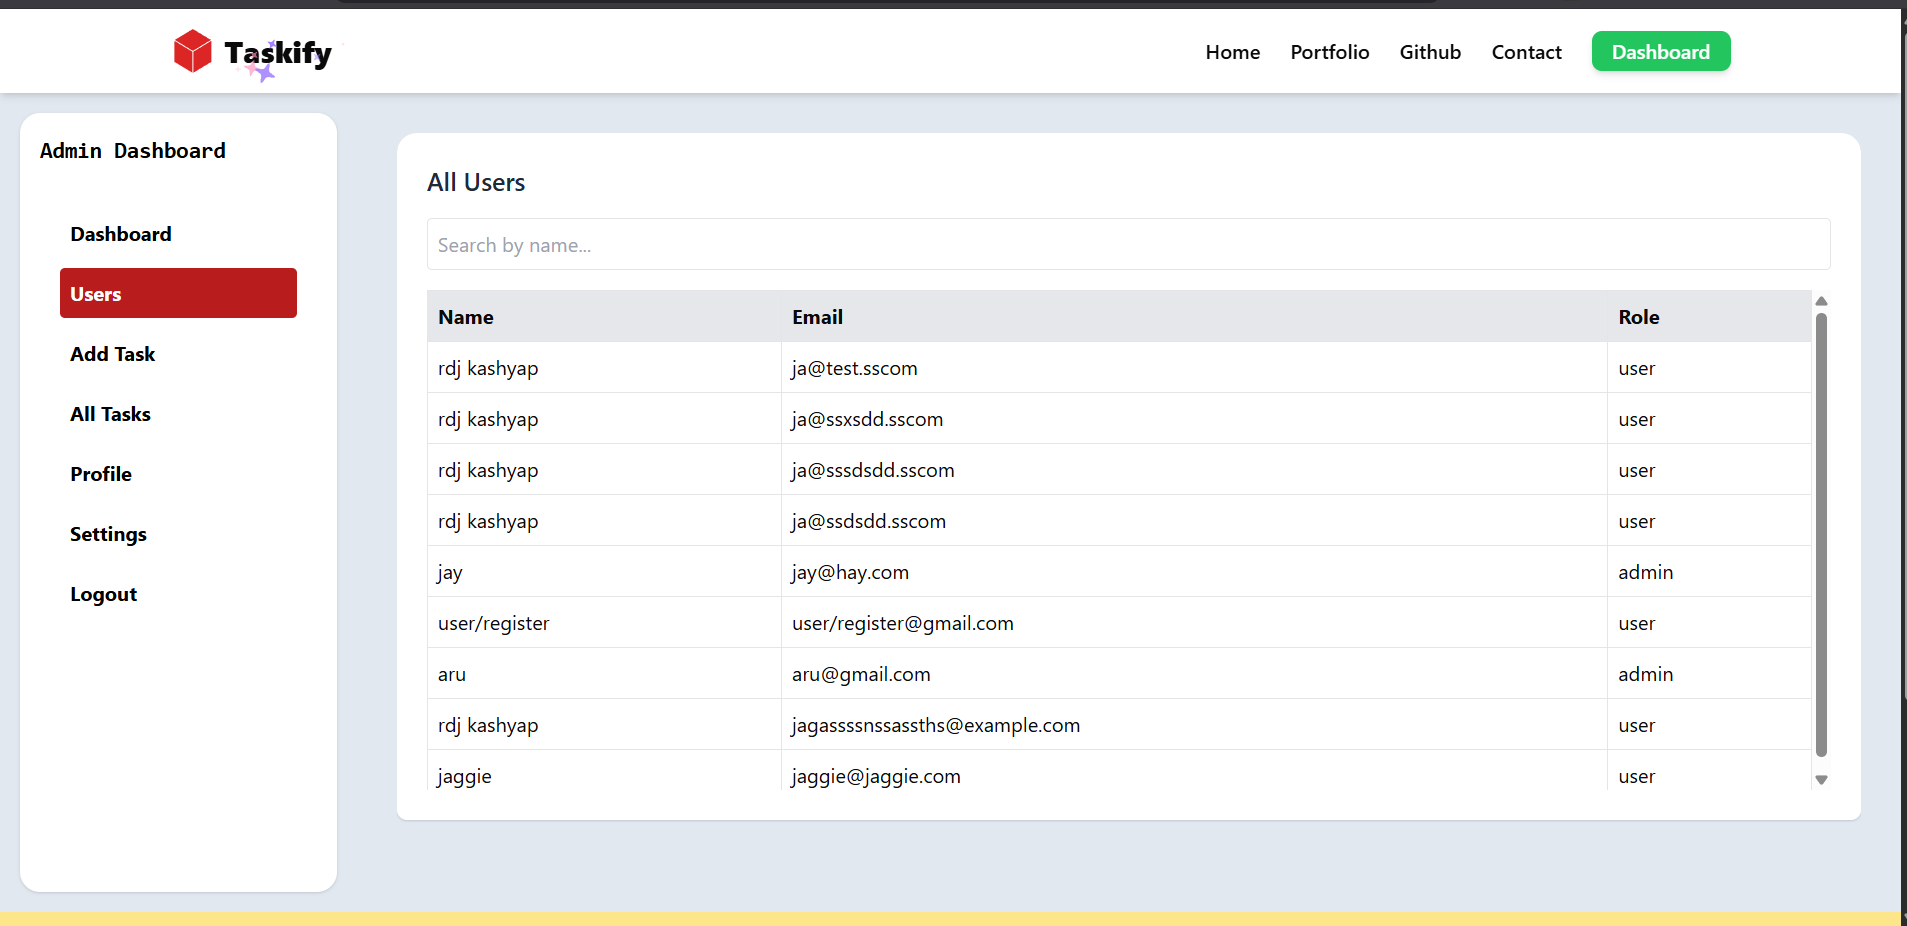 Taskify
Home Portfolio Github Contact Dashboard
Admin Dashboard
Dashboard
Users
Add Task
All Tasks
Profile
Settings
Logout
All Users
Search by name...
Name Email Role
rdj kashyap ja@test.sscom user
rdj kashyap ja@ssxsdd.sscom user
rdj kashyap ja@sssdsdd.sscom user
rdj kashyap ja@ssdsdd.sscom user
jay jay@hay.com admin
user/register user/register@gmail.com user
aru aru@gmail.com admin
rdj kashyap jagassssnssassths@example.com user
jaggie jaggie@jaggie.com user